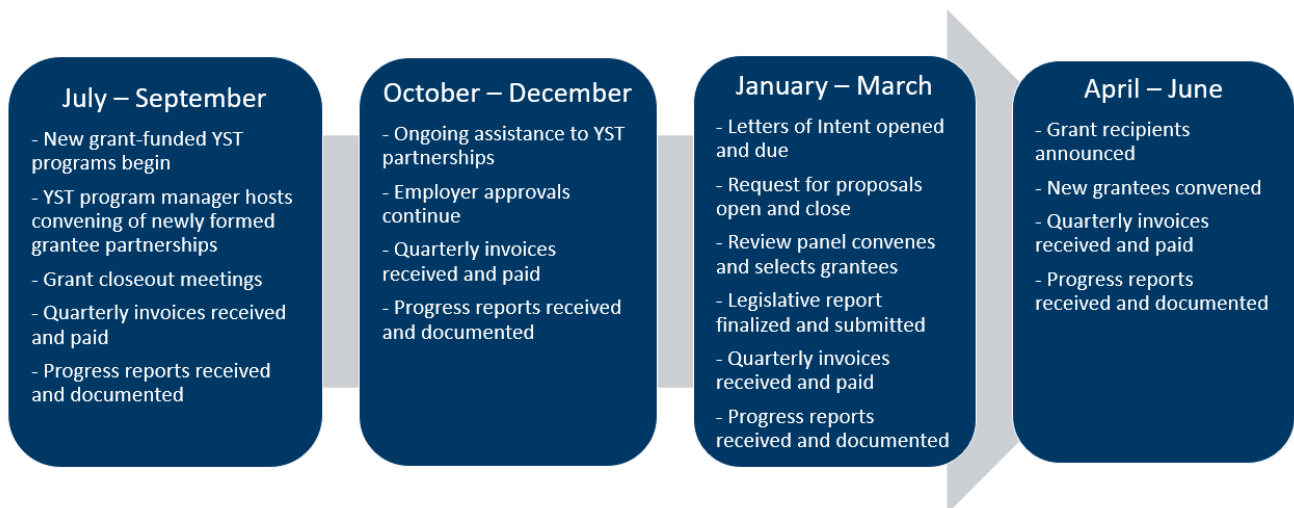 July – September
- New grant-funded YST
programs begin
- YST program manager hosts
convening of newly formed
grantee partnerships
- Grant closeout meetings
- Quarterly invoices received
and paid
- Progress reports received
and documented
October – December
- Ongoing assistance to YST
partnerships
- Employer approvals
continue
- Quarterly invoices
received and paid
- Progress reports received
and documented
January – March
- Letters of Intent opened
and due
- Request for proposals
open and close
- Review panel convenes
and selects grantees
- Legislative report
finalized and submitted
- Quarterly invoices
received and paid
- Progress reports
received and documented
April – June
- Grant recipients
announced
- New grantees convened
- Quarterly invoices
received and paid
- Progress reports
received and documented